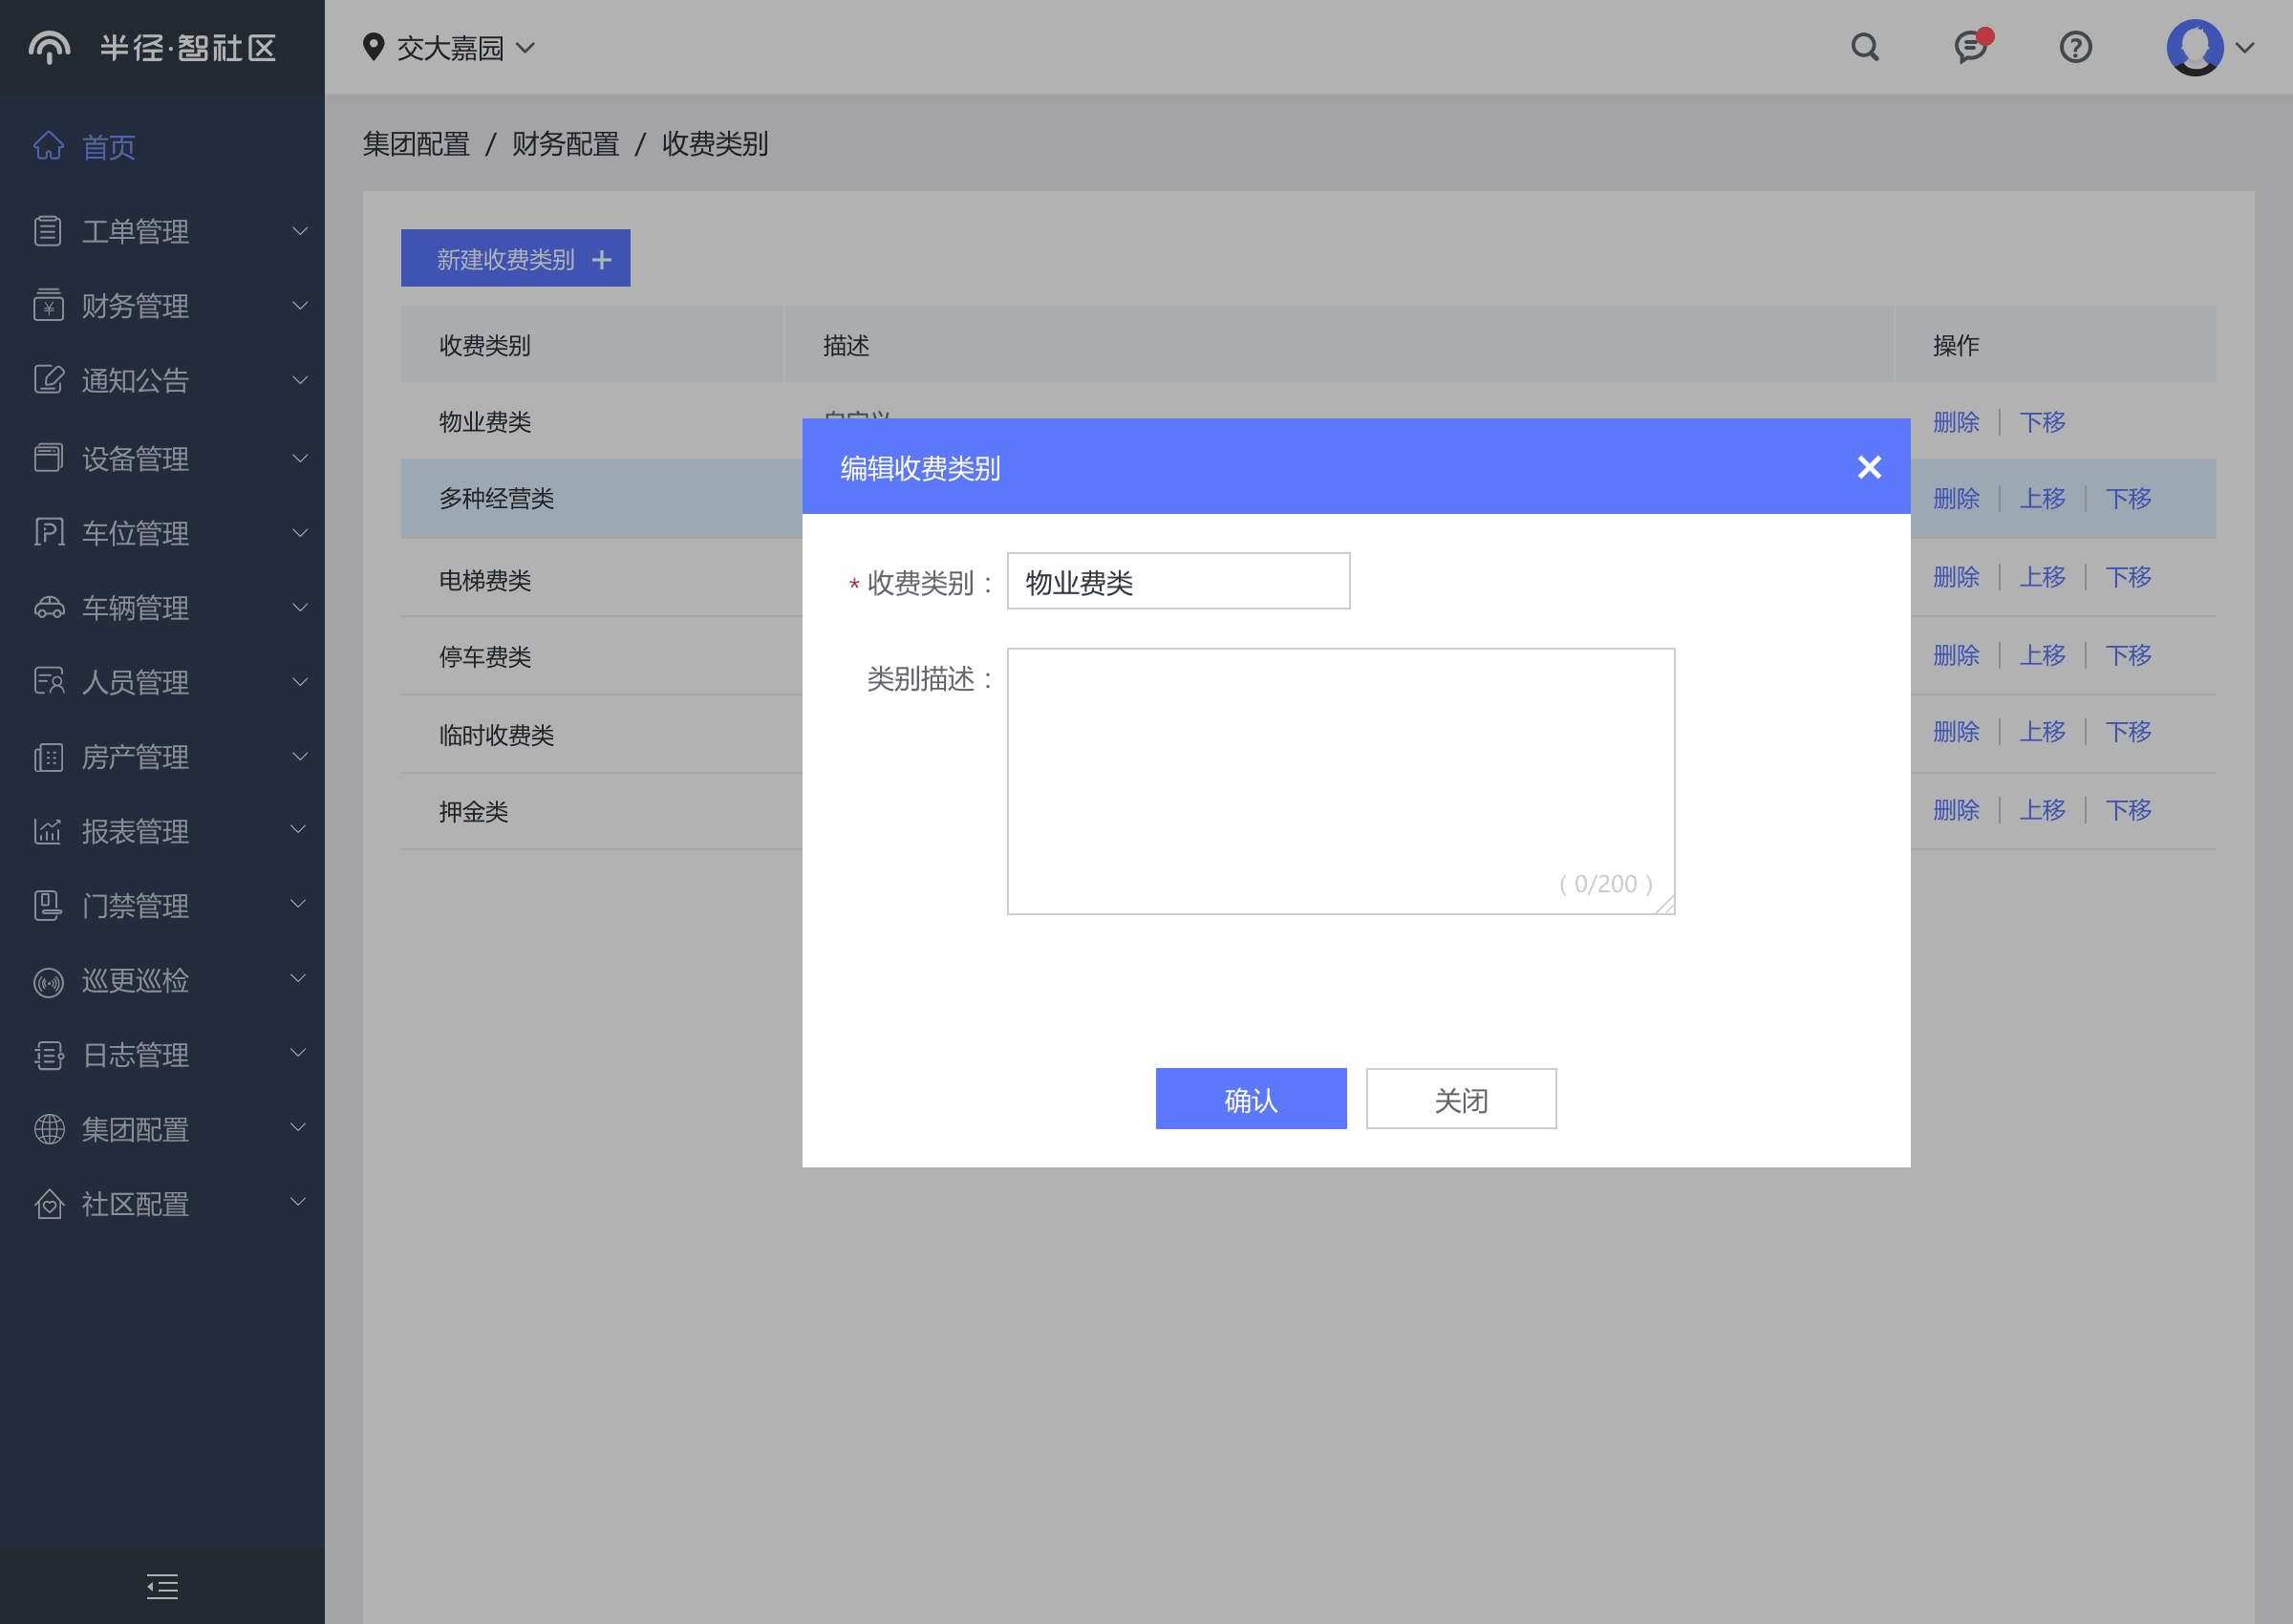 半径·智社区
交大嘉园
首页
工单管理
财务管理
通知公告
设备管理
车位管理
车辆管理
人员管理
房产管理
报表管理
门禁管理
巡更巡检
日志管理
集团配置
社区配置
集团配置 / 财务配置 / 收费类别
新建收费类别 +
收费类别 描述 操作
物业费类 自定义 删除 下移
多种经营类 删除 上移 下移
电梯费类 删除 上移 下移
停车费类 删除 上移 下移
临时收费类 删除 上移 下移
押金类 删除 上移 下移
编辑收费类别
* 收费类别： 物业费类
类别描述：
（0/200）
确认 关闭